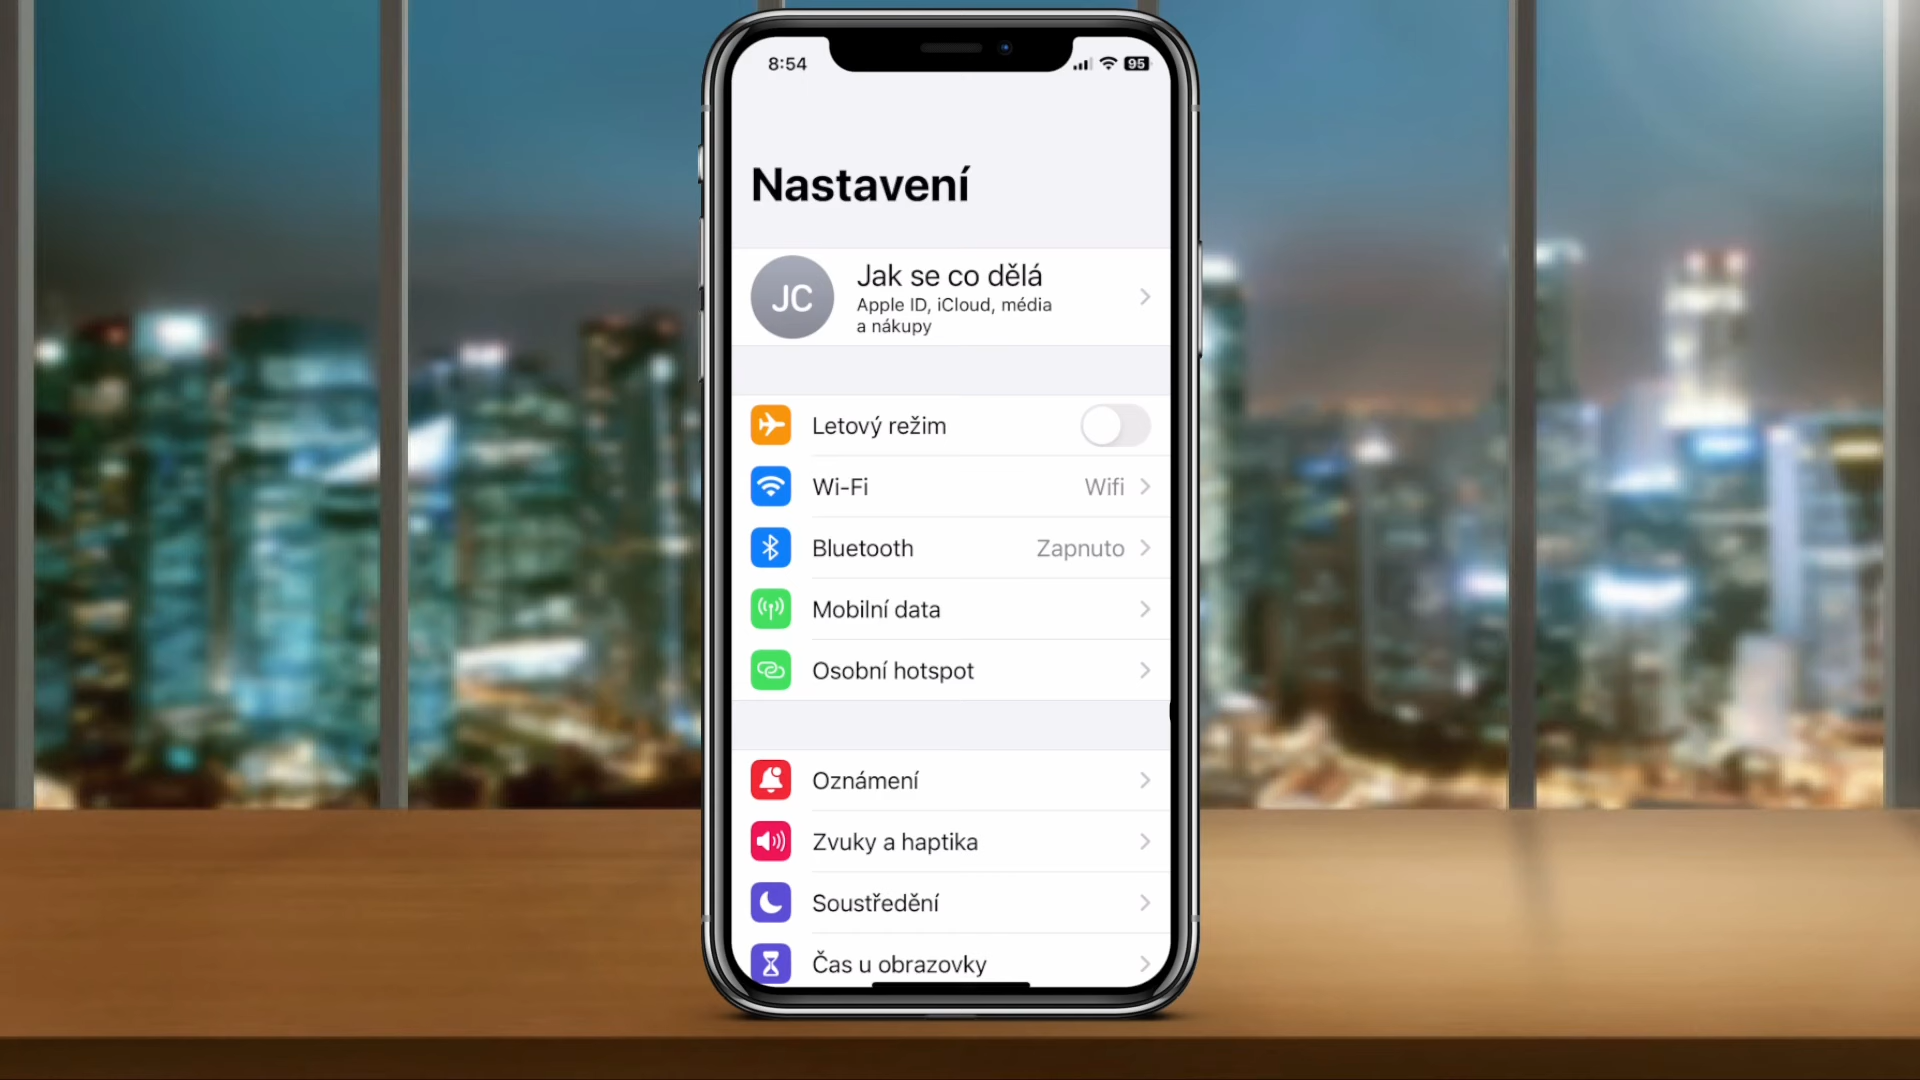 8:54
95
Nastavení
JC
Jak se co dělá
Apple ID, iCloud, média
a nákupy
Letový režim
Wi-Fi
Wifi
Bluetooth
Zapnuto
Mobilní data
Osobní hotspot
Oznámení
Zvuky a haptika
Soustředění
Čas u obrazovky